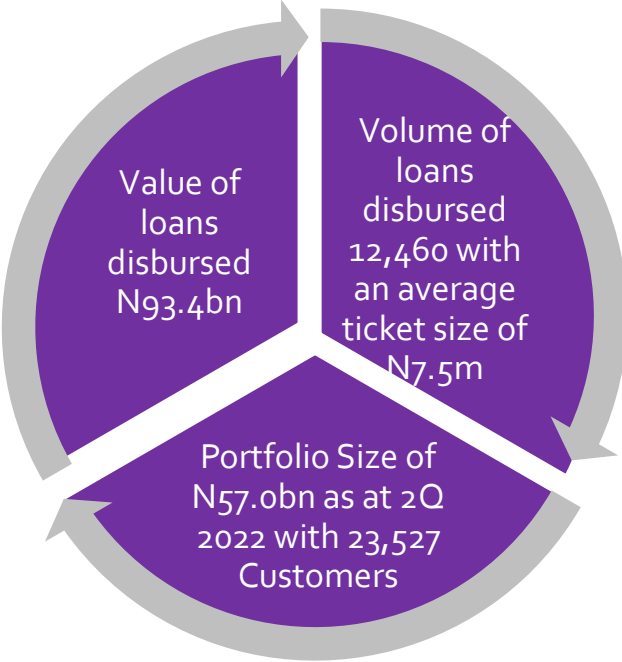 Value of
loans
disbursed
N93.4bn
Volume of
loans
disbursed
12,460 with
an average
ticket size of
N7.5m
Portfolio Size of
N57.0bn as at 2Q
2022 with 23,527
Customers